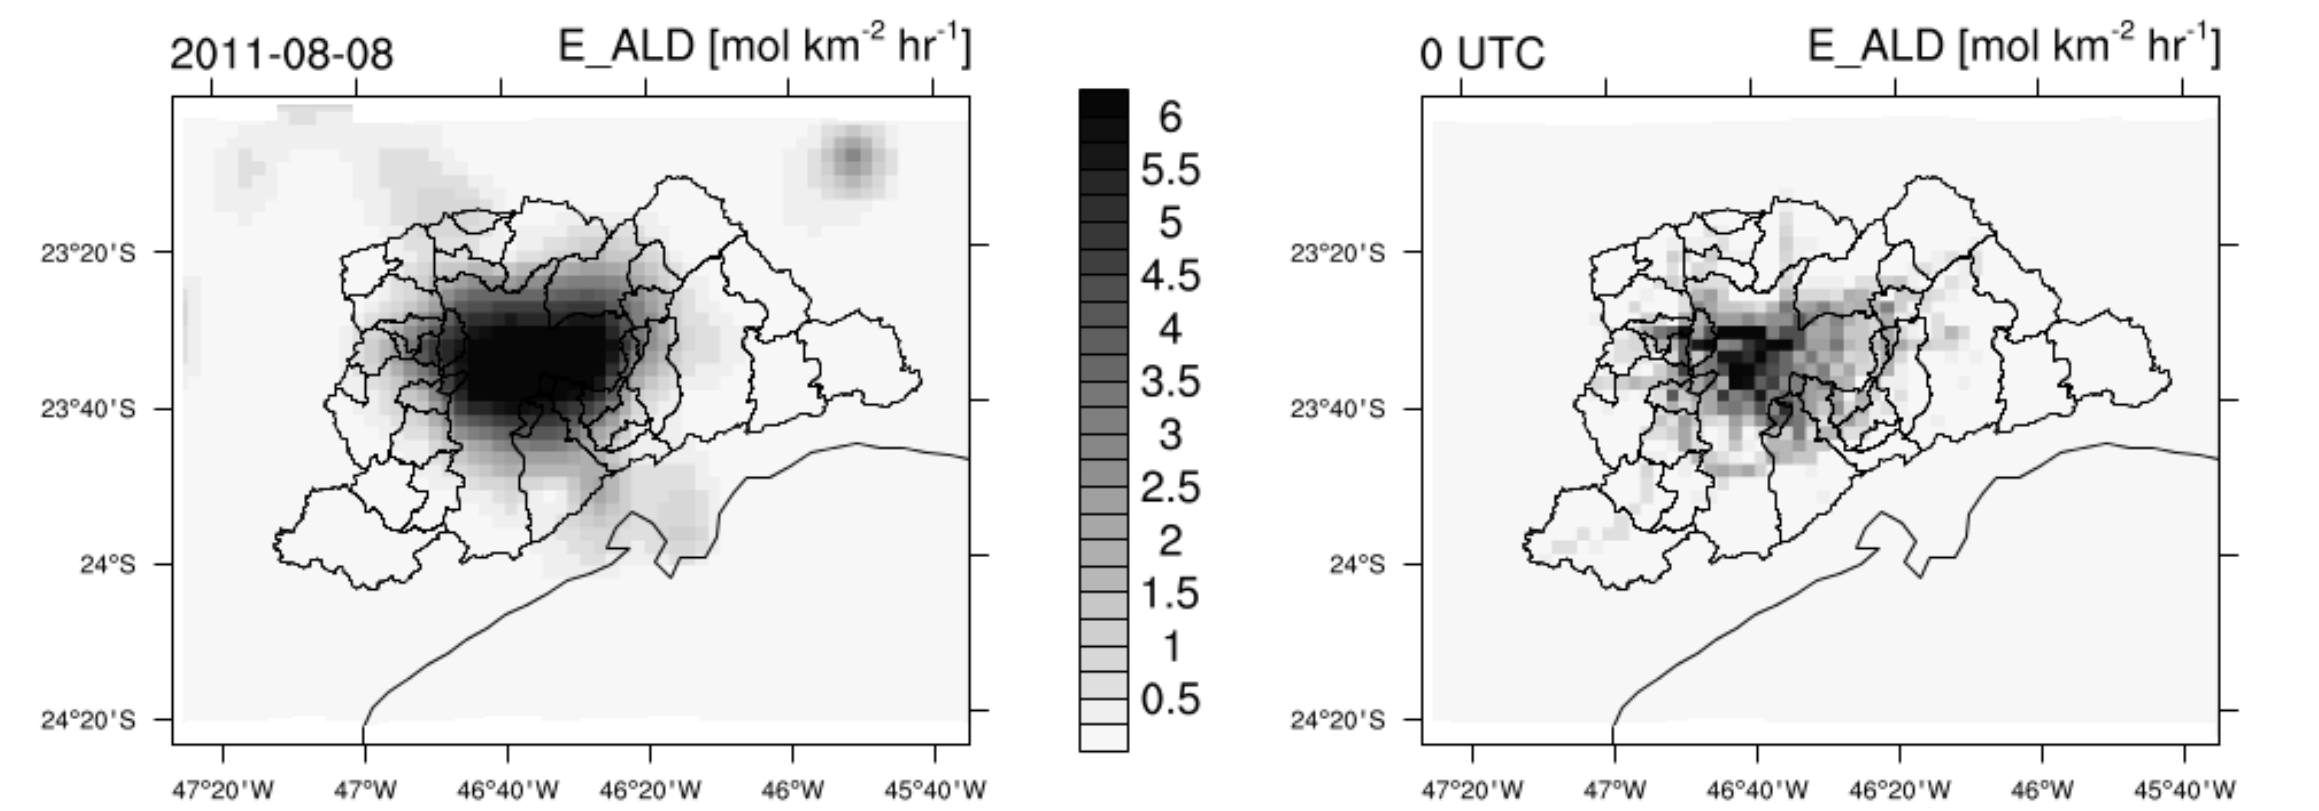 2011-08-08 E_ALD [mol km⁻² hr⁻¹]
23°20'S
23°40'S
24°S
24°20'S
47°20'W 47°W 46°40'W 46°20'W 46°W 45°40'W
6
5.5
5
4.5
4
3.5
3
2.5
2
1.5
1
0.5
0 UTC E_ALD [mol km⁻² hr⁻¹]
23°20'S
23°40'S
24°S
24°20'S
47°20'W 47°W 46°40'W 46°20'W 46°W 45°40'W